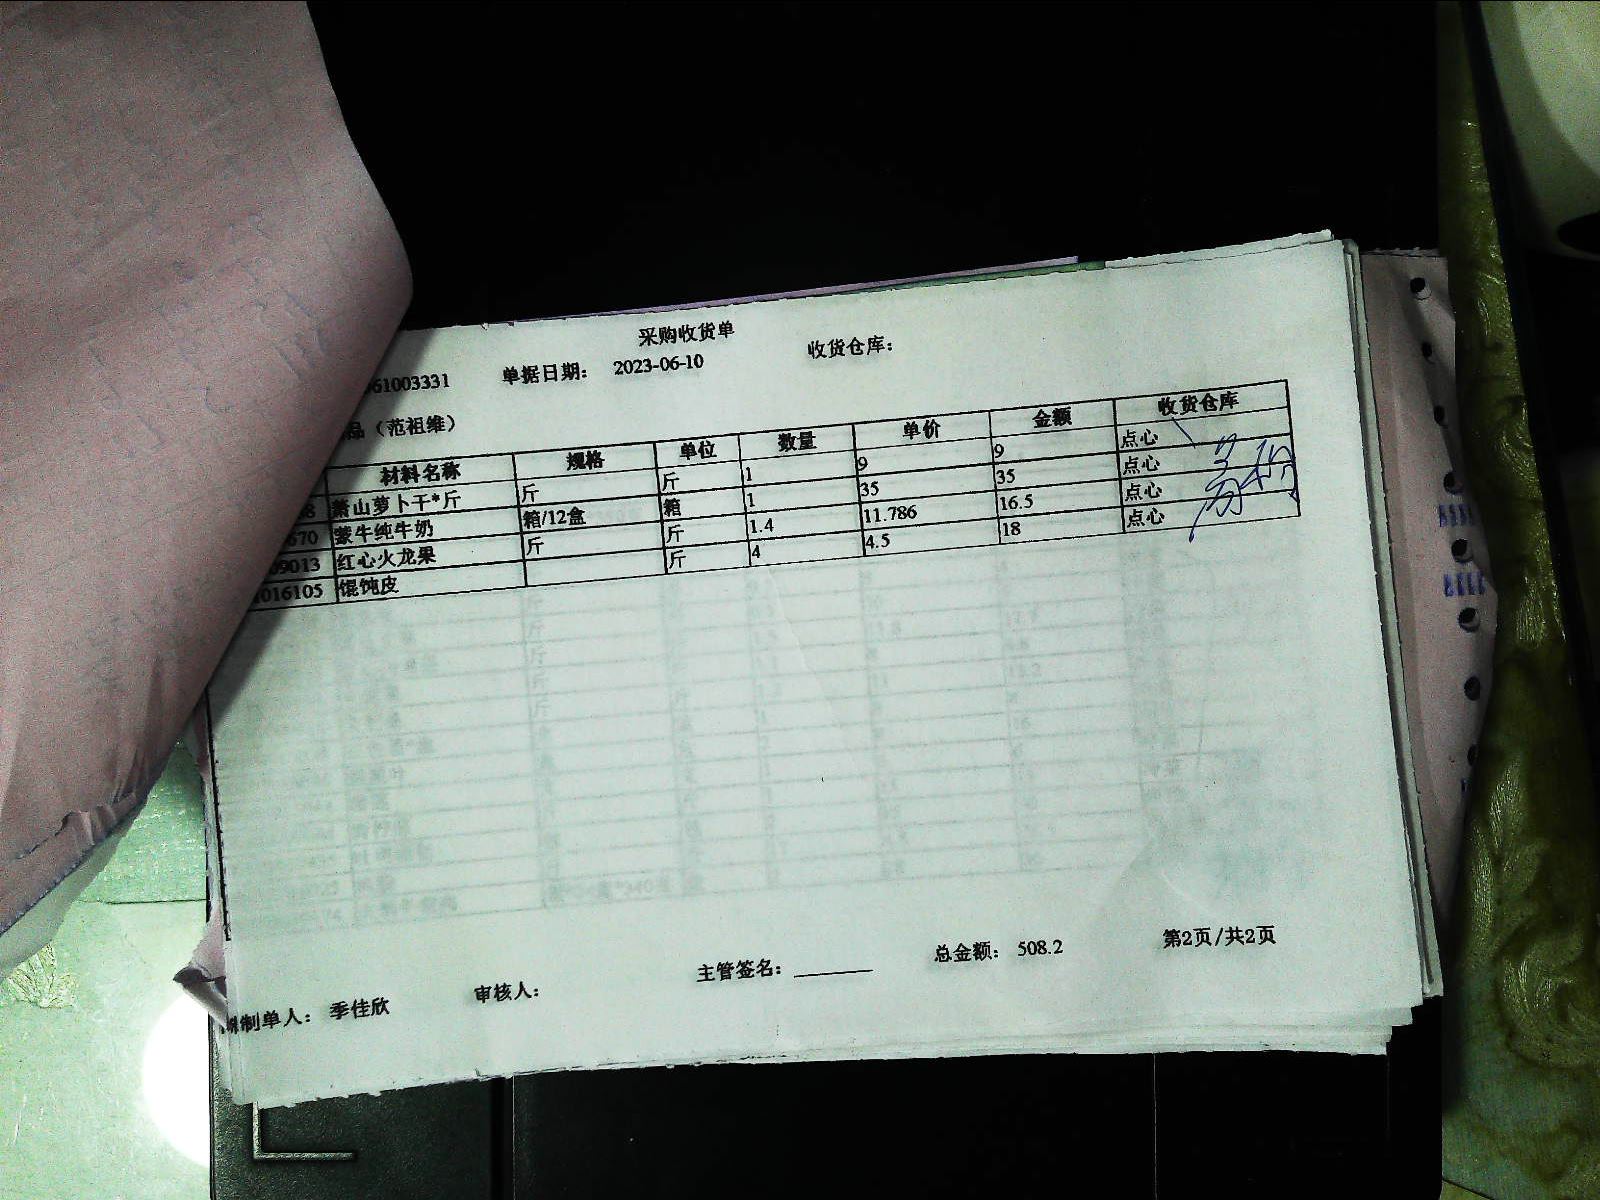 采购收货单
61003331 单据日期： 2023-06-10 收货仓库：
品（范祖维）
材料名称 规格 单位 数量 单价 金额 收货仓库
8 萧山萝卜干*斤 斤 斤 1 9 9 点心
670 蒙牛纯牛奶 箱/12盒 箱 1 35 35 点心
09013 红心火龙果 斤 斤 1.4 11.786 16.5 点心
016105 馄饨皮 斤 4 4.5 18 点心
制单人： 季佳欣 审核人： 主管签名： 总金额： 508.2 第2页/共2页